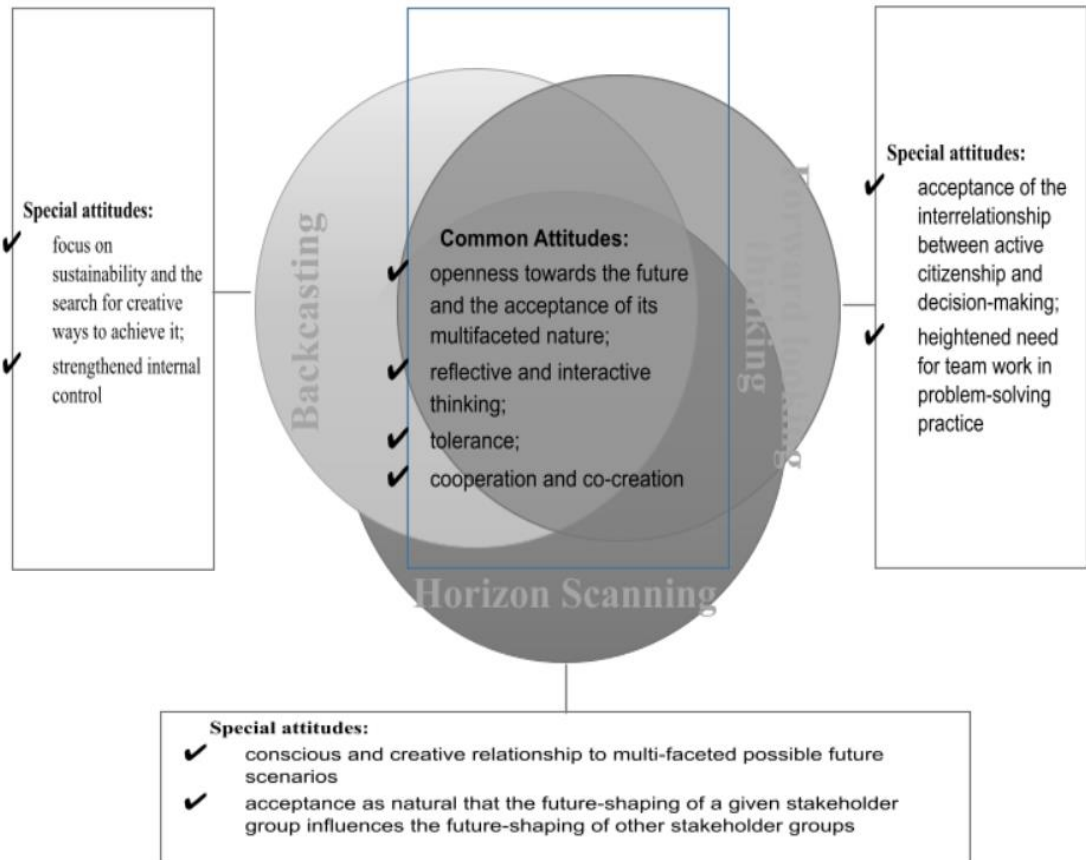 Special attitudes:
✔ focus on
sustainability and the
search for creative
ways to achieve it;
✔ strengthened internal
control
Backcasting
Common Attitudes:
✔ openness towards the future
and the acceptance of its
multifaceted nature;
✔ reflective and interactive
thinking;
✔ tolerance;
✔ cooperation and co-creation
Forward looking
thinking
Horizon Scanning
Special attitudes:
✔ acceptance of the
interrelationship
between active
citizenship and
decision-making;
✔ heightened need
for team work in
problem-solving
practice
Special attitudes:
✔ conscious and creative relationship to multi-faceted possible future
scenarios
✔ acceptance as natural that the future-shaping of a given stakeholder
group influences the future-shaping of other stakeholder groups